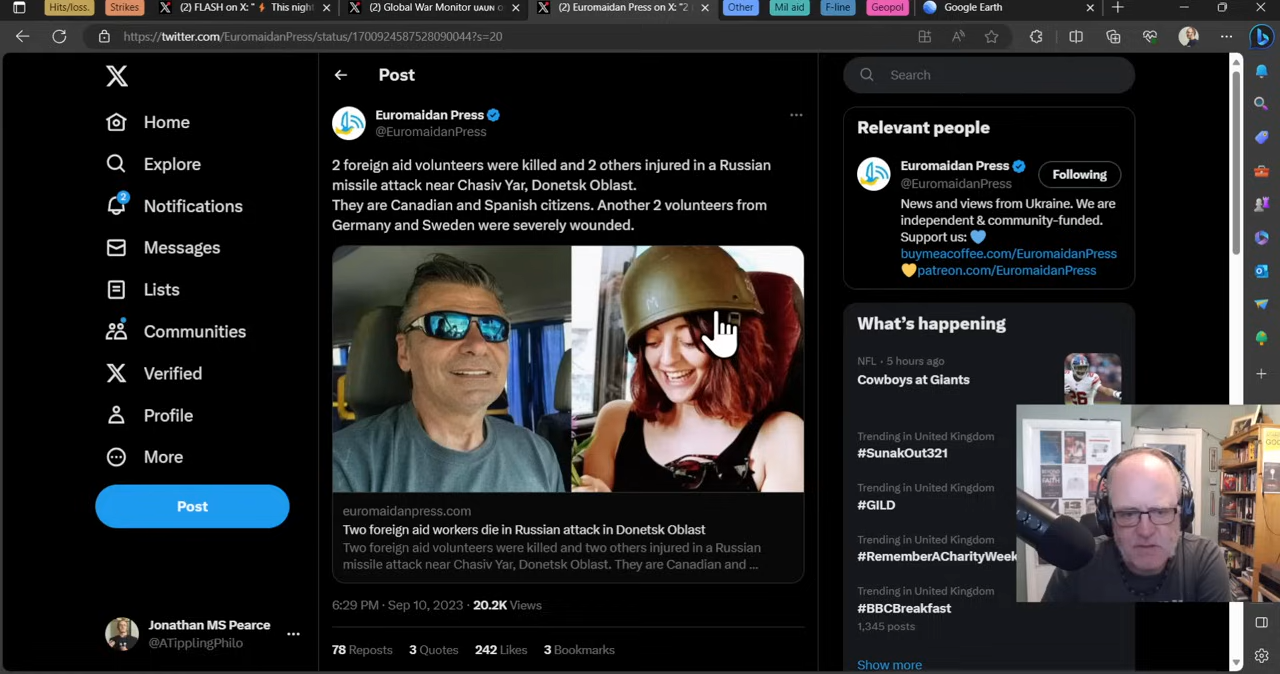 Hits/loss.
Strikes
(2) FLASH on X: "⚡ This night
(2) Global War Monitor
(2) Euromaidan Press on X: "2
Other
Mil aid
F-line
Geopol
Google Earth
https://twitter.com/EuromaidanPress/status/1700924587528090044?s=20
Home
Explore
2
Notifications
Messages
Lists
Communities
Verified
Profile
More
Post
Jonathan MS Pearce
@ATipplingPhilo
Post
Euromaidan Press
@EuromaidanPress
2 foreign aid volunteers were killed and 2 others injured in a Russian
missile attack near Chasiv Yar, Donetsk Oblast.
They are Canadian and Spanish citizens. Another 2 volunteers from
Germany and Sweden were severely wounded.
M
euromaidanpress.com
Two foreign aid workers die in Russian attack in Donetsk Oblast
Two foreign aid volunteers were killed and two others injured in a Russian
missile attack near Chasiv Yar, Donetsk Oblast. They are Canadian and ...
6:29 PM · Sep 10, 2023 · 20.2K Views
78 Reposts 3 Quotes 242 Likes 3 Bookmarks
Search
Relevant people
Euromaidan Press
@EuromaidanPress
Following
News and views from Ukraine. We are
independent & community-funded.
Support us: 💙
buymeacoffee.com/EuromaidanPress
💛patreon.com/EuromaidanPress
What's happening
NFL · 5 hours ago
Cowboys at Giants
Trending in United Kingdom
#SunakOut321
Trending in United Kingdom
#GILD
Trending in United Kingdom
#RememberACharityWeek
Trending in United Kingdom
#BBCBreakfast
1,345 posts
Show more